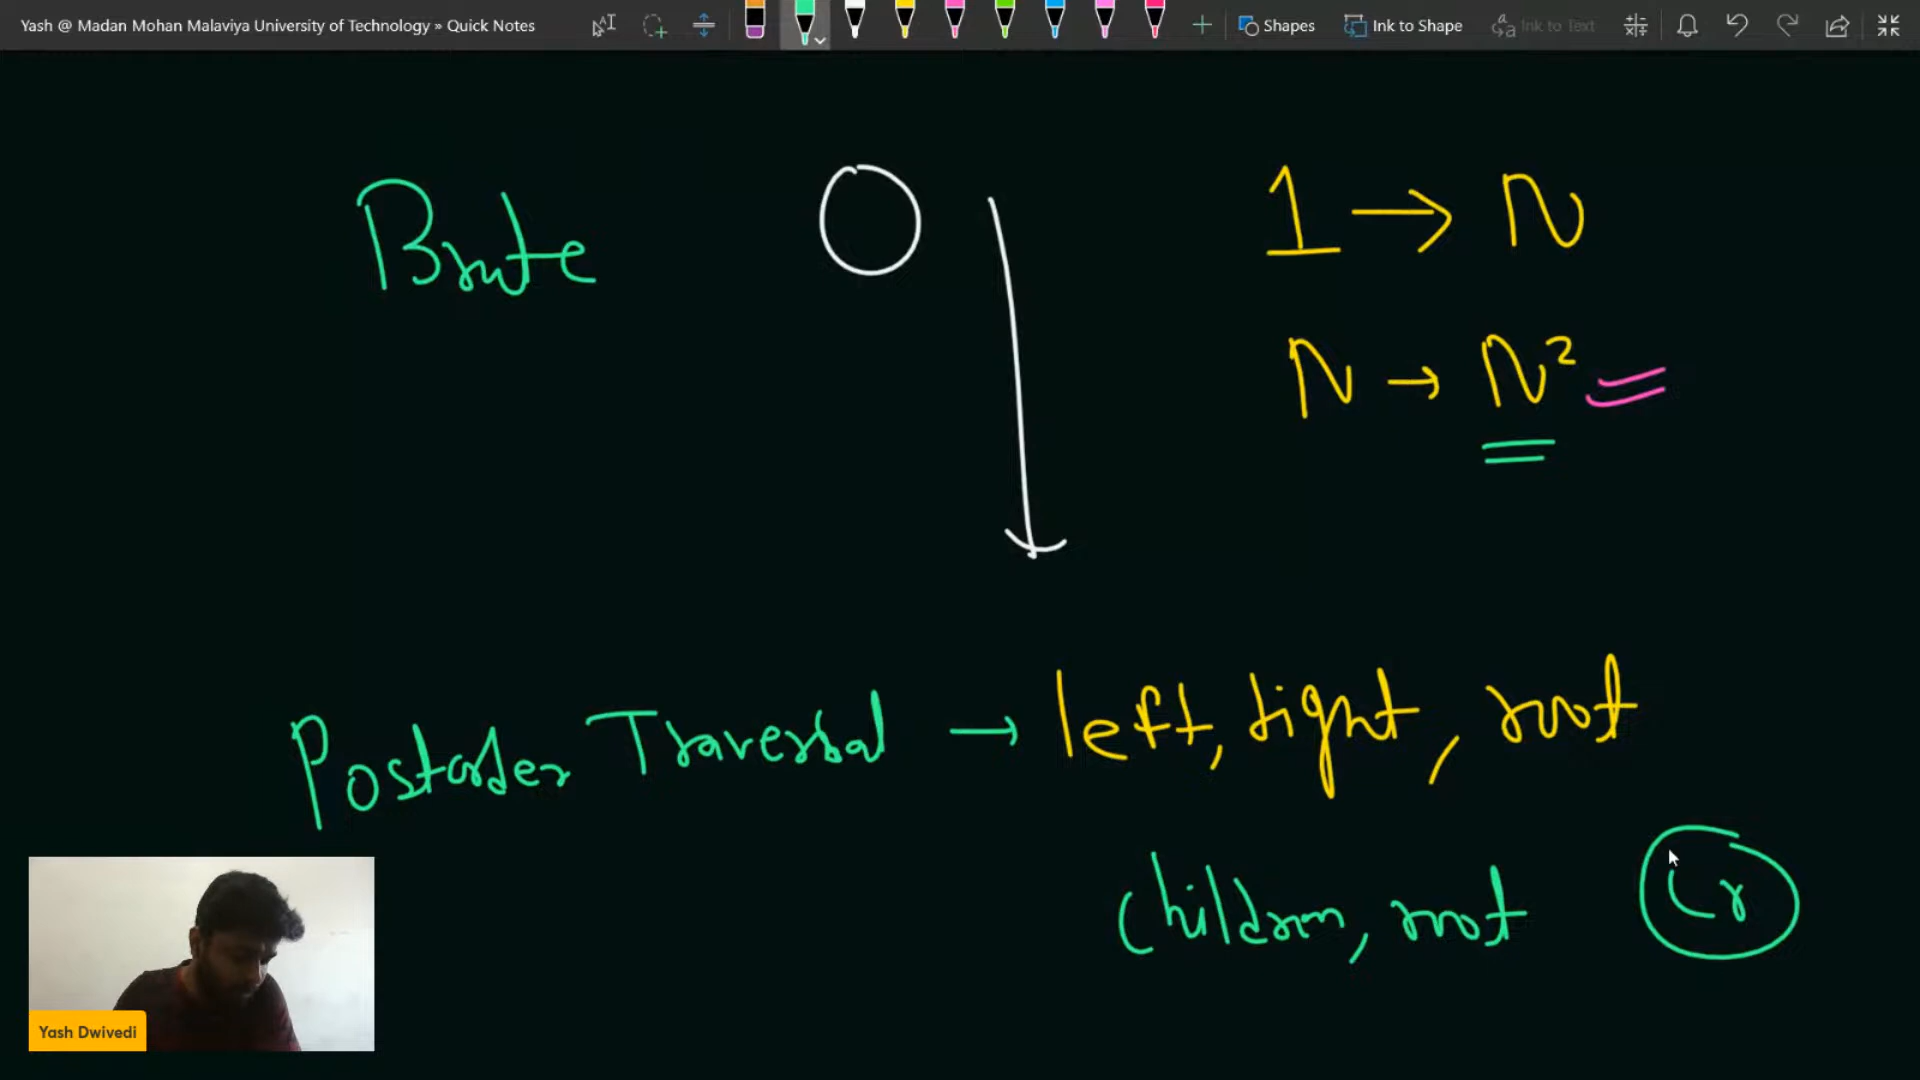 Yash @ Madan Mohan Malaviya University of Technology » Quick Notes
Shapes
Ink to Shape
Ink to Text
Brute
1 → N
N → N²
Postorder Traversal → left, right, root
children, root
Cr
Yash Dwivedi